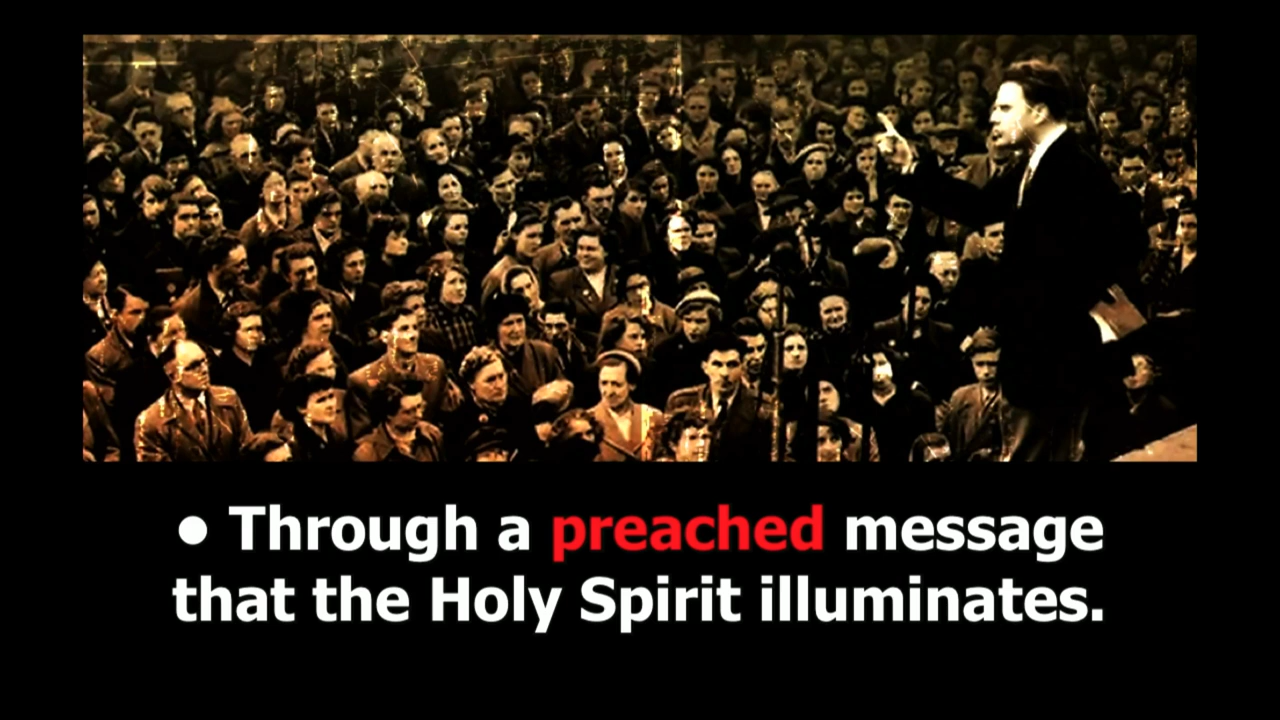 ● Through a preached message
that the Holy Spirit illuminates.